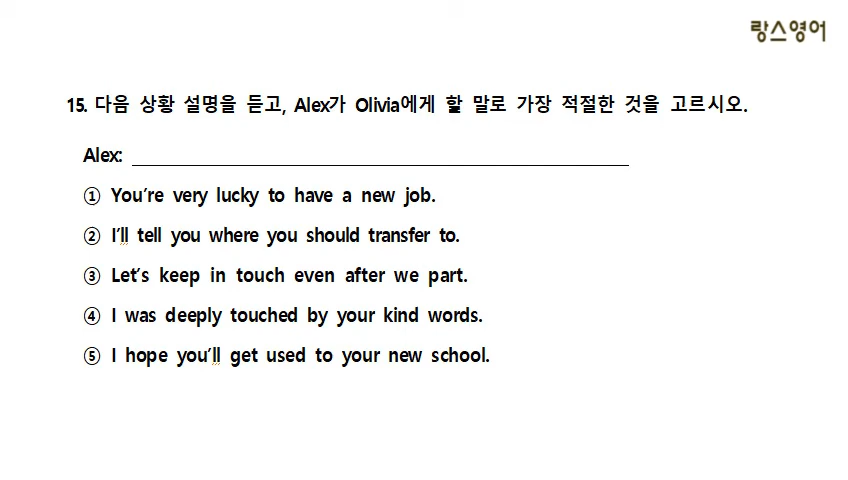 랑스영어
15. 다음 상황 설명을 듣고, Alex가 Olivia에게 할 말로 가장 적절한 것을 고르시오.
Alex: ______________________________________________
① You’re very lucky to have a new job.
② I’ll tell you where you should transfer to.
③ Let’s keep in touch even after we part.
④ I was deeply touched by your kind words.
⑤ I hope you’ll get used to your new school.